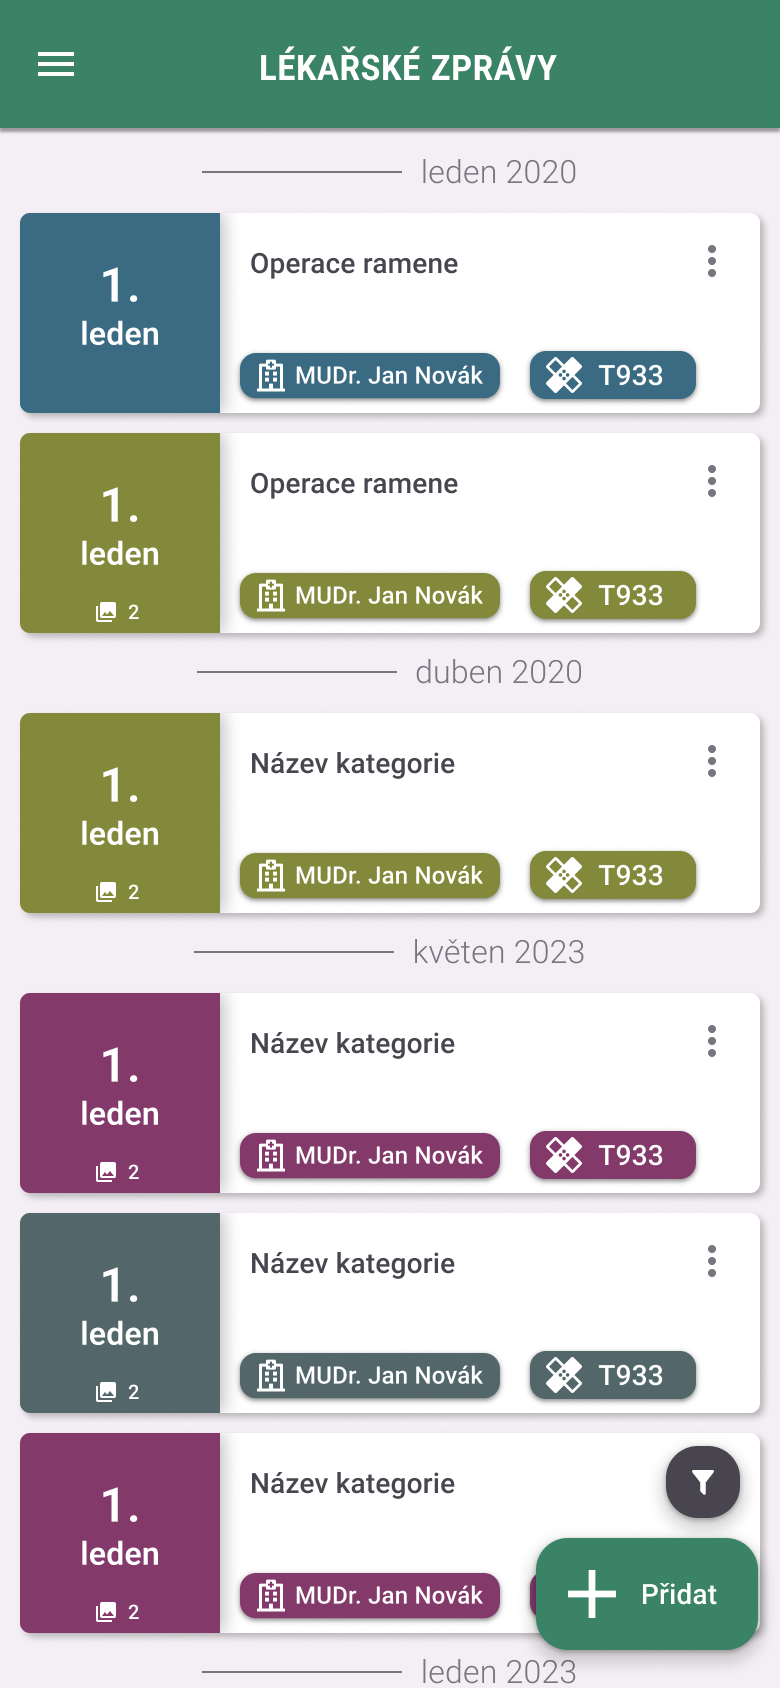 LÉKAŘSKÉ ZPRÁVY
leden 2020
1.
leden
Operace ramene
MUDr. Jan Novák
T933
1.
leden
2
Operace ramene
MUDr. Jan Novák
T933
duben 2020
1.
leden
2
Název kategorie
MUDr. Jan Novák
T933
květen 2023
1.
leden
2
Název kategorie
MUDr. Jan Novák
T933
1.
leden
2
Název kategorie
MUDr. Jan Novák
T933
1.
leden
2
Název kategorie
MUDr. Jan Novák
Přidat
leden 2023